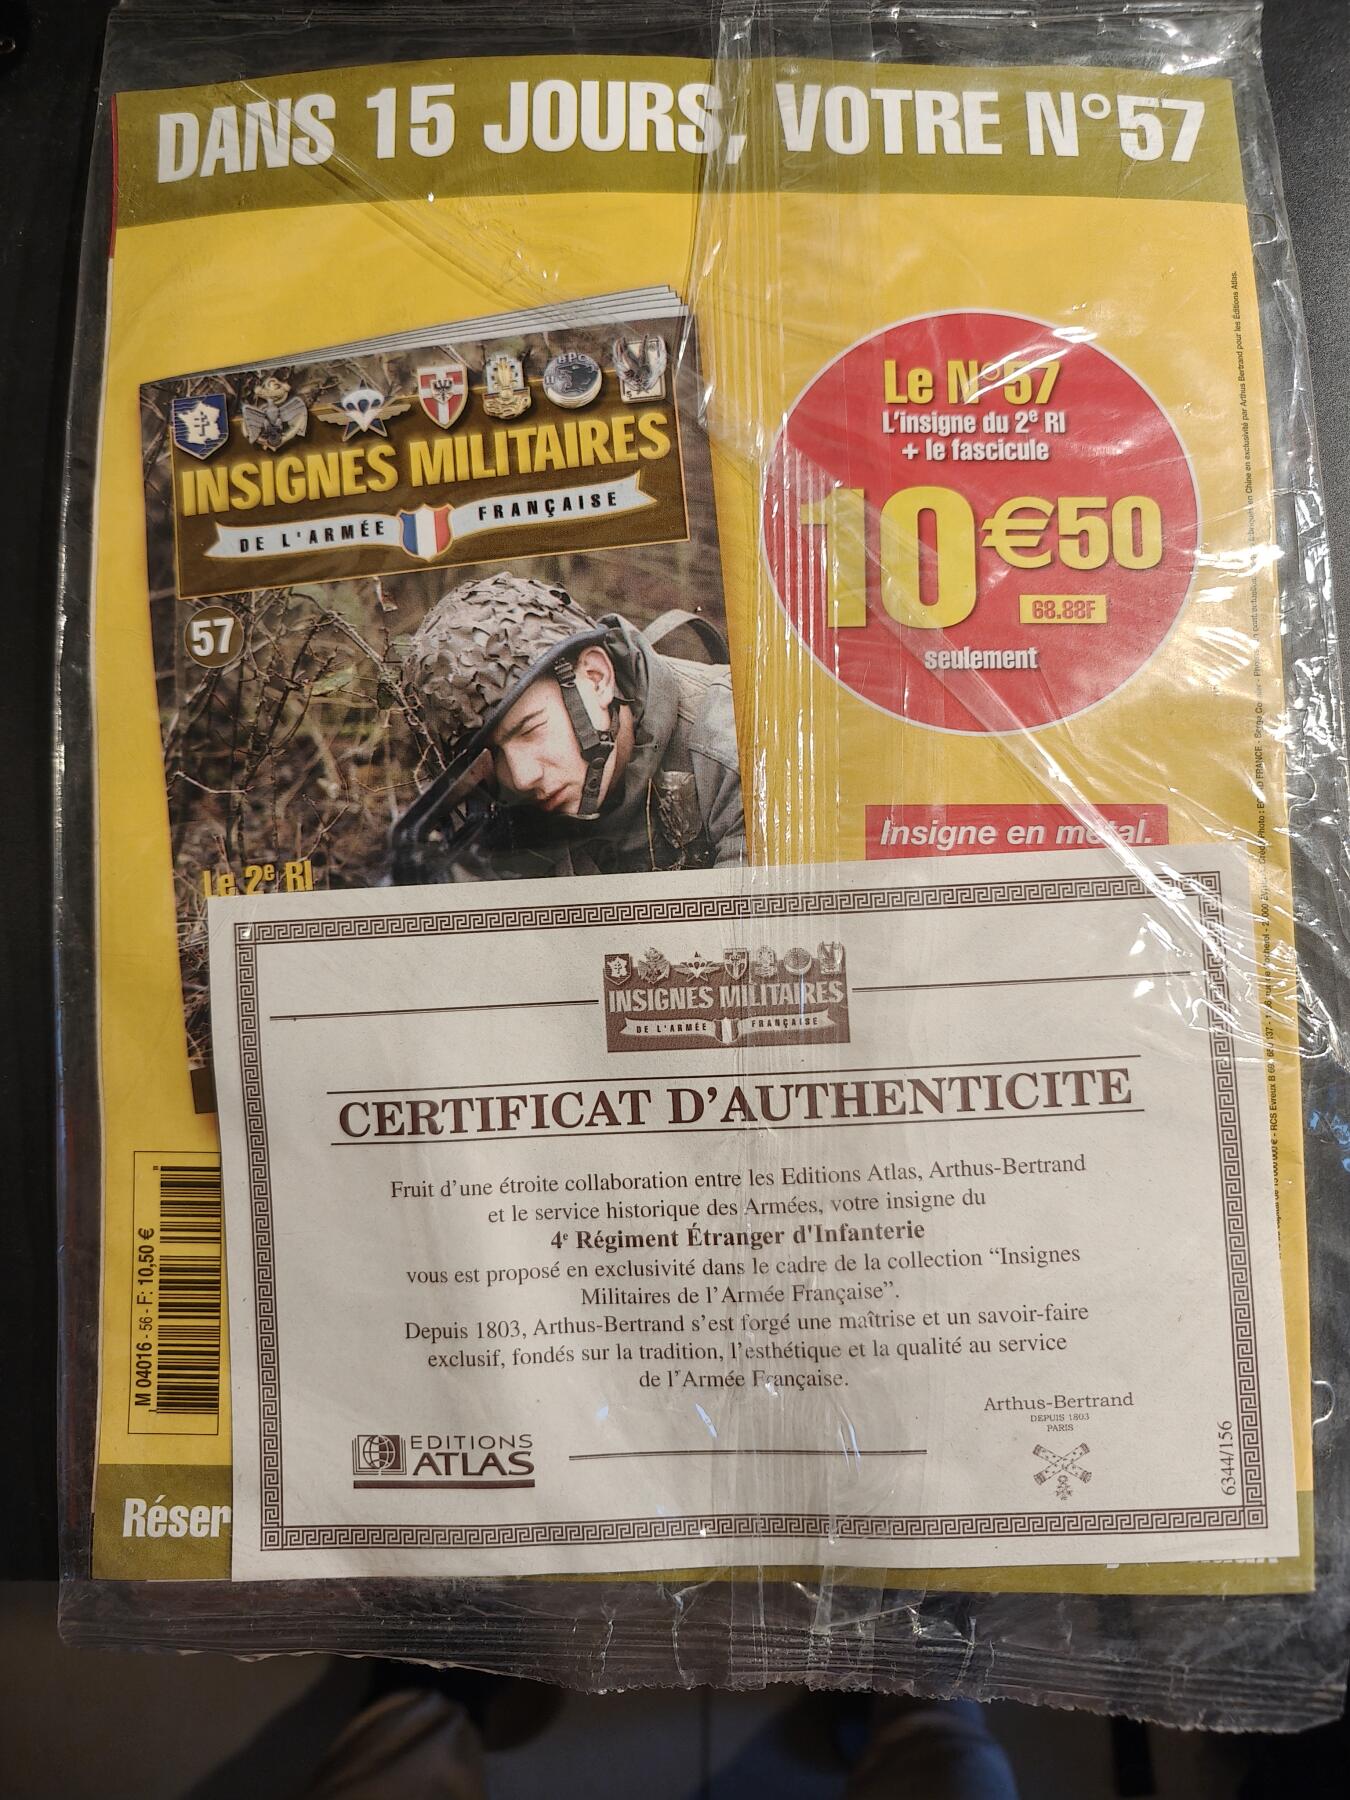 DANS 15 JOURS, VOTRE N°57
INSIGNES MILITAIRES
DE L'ARMÉE FRANÇAISE
57
Le 2e RI
Le N°57
L'insigne du 2e RI
+ le fascicule
10€50
68.88F
seulement
Insigne en métal.
INSIGNES MILITAIRES
DE L'ARMÉE FRANÇAISE
CERTIFICAT D'AUTHENTICITE
Fruit d'une étroite collaboration entre les Editions Atlas, Arthus-Bertrand
et le service historique des Armées, votre insigne du
4e Régiment Étranger d'Infanterie
vous est proposé en exclusivité dans le cadre de la collection “Insignes
Militaires de l'Armée Française”.
Depuis 1803, Arthus-Bertrand s'est forgé une maîtrise et un savoir-faire
exclusif, fondés sur la tradition, l'esthétique et la qualité au service
de l'Armée Française.
EDITIONS
ATLAS
Arthus-Bertrand
DEPUIS 1803
PARIS
6344/156
M 04016 - 56 - F: 10,50 €
Réser